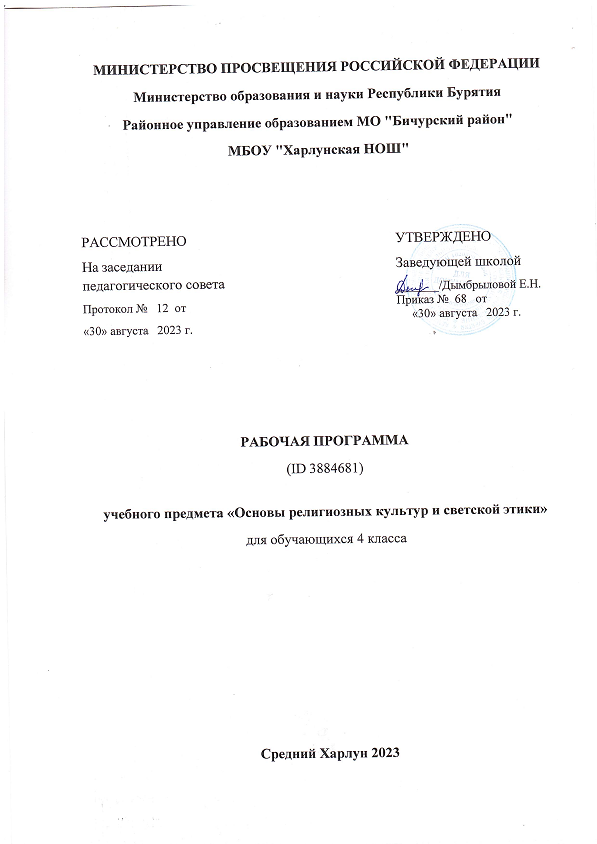 МИНИСТЕРСТВО ПРОСВЕЩЕНИЯ РОССИЙСКОЙ ФЕДЕРАЦИИ
Министерство образования и науки Республики Бурятия
Районное управление образованием МО "Бичурский район"
МБОУ "Харлунская НОШ"
РАССМОТРЕНО
На заседании
педагогического совета
Протокол № 12 от
«30» августа 2023 г.
УТВЕРЖДЕНО
Заведующей школой
/Дымбрыловой Е.Н.
Приказ № 68 от
«30» августа 2023 г.
РАБОЧАЯ ПРОГРАММА
(ID 3884681)
учебного предмета «Основы религиозных культур и светской этики»
для обучающихся 4 класса
Средний Харлун 2023